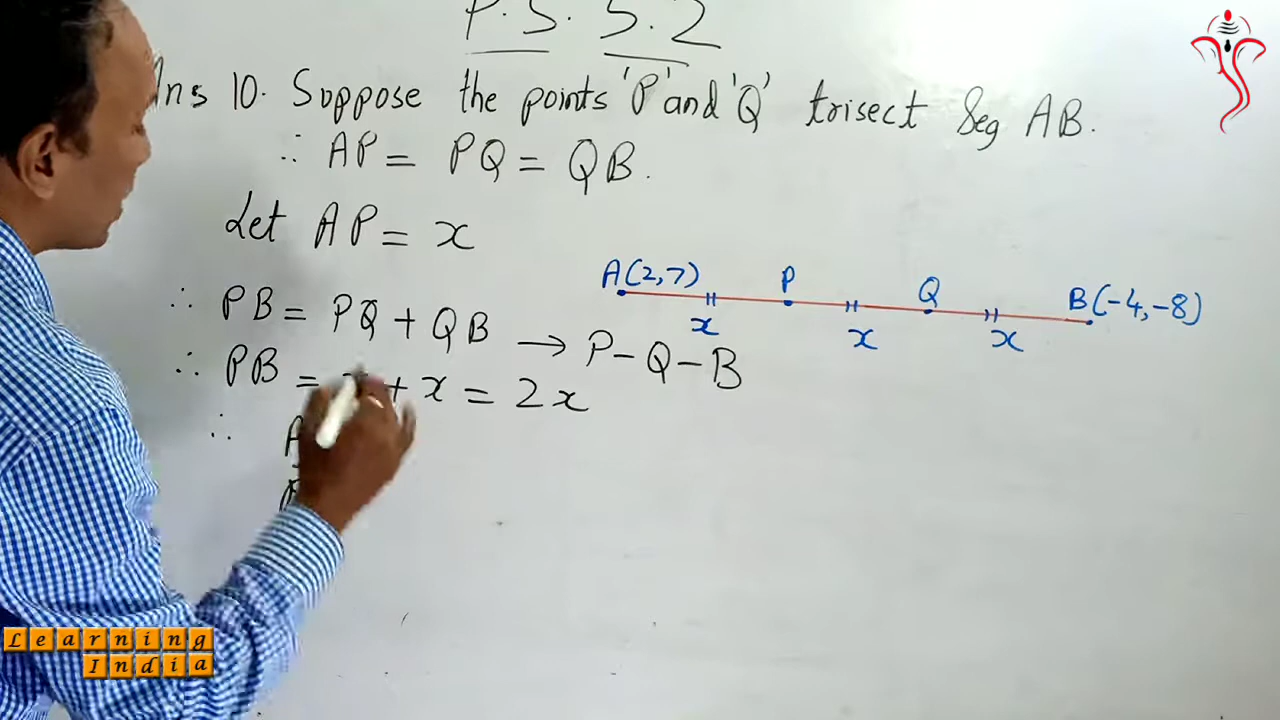 P.S. 5.2
Ans 10. Suppose the points 'P' and 'Q' trisect Seg AB.
∴ AP = PQ = QB.
Let AP = x
A(2,7) P Q B(-4,-8)
x x x
∴ PB = PQ + QB → P-Q-B
∴ PB = x + x = 2x
∴ A
P
Learning
India